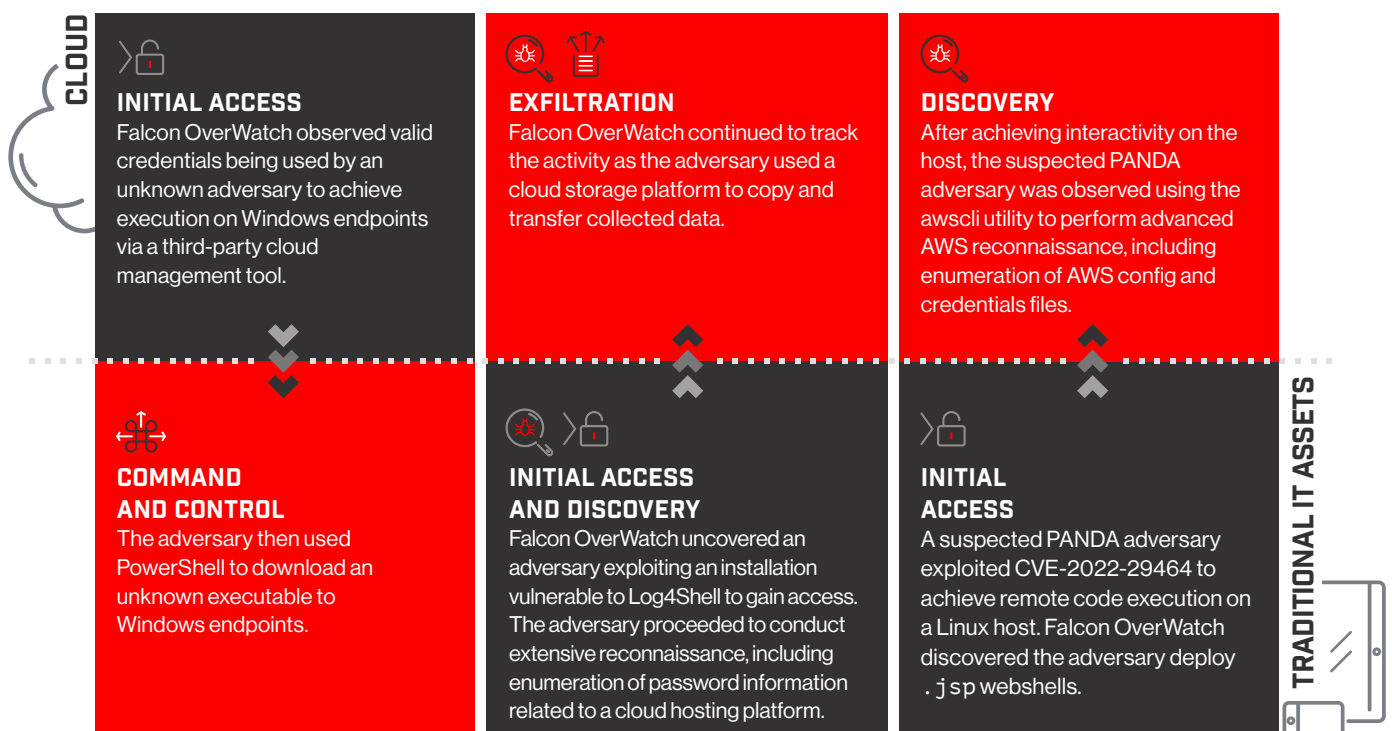 CLOUD
INITIAL ACCESS
Falcon OverWatch observed valid
credentials being used by an
unknown adversary to achieve
execution on Windows endpoints
via a third-party cloud
management tool.
EXFILTRATION
Falcon OverWatch continued to track
the activity as the adversary used a
cloud storage platform to copy and
transfer collected data.
DISCOVERY
After achieving interactivity on the
host, the suspected PANDA
adversary was observed using the
awscli utility to perform advanced
AWS reconnaissance, including
enumeration of AWS config and
credentials files.
COMMAND
AND CONTROL
The adversary then used
PowerShell to download an
unknown executable to
Windows endpoints.
INITIAL ACCESS
AND DISCOVERY
Falcon OverWatch uncovered an
adversary exploiting an installation
vulnerable to Log4Shell to gain access.
The adversary proceeded to conduct
extensive reconnaissance, including
enumeration of password information
related to a cloud hosting platform.
INITIAL
ACCESS
A suspected PANDA adversary
exploited CVE-2022-29464 to
achieve remote code execution on
a Linux host. Falcon OverWatch
discovered the adversary deploy
.jsp webshells.
TRADITIONAL IT ASSETS